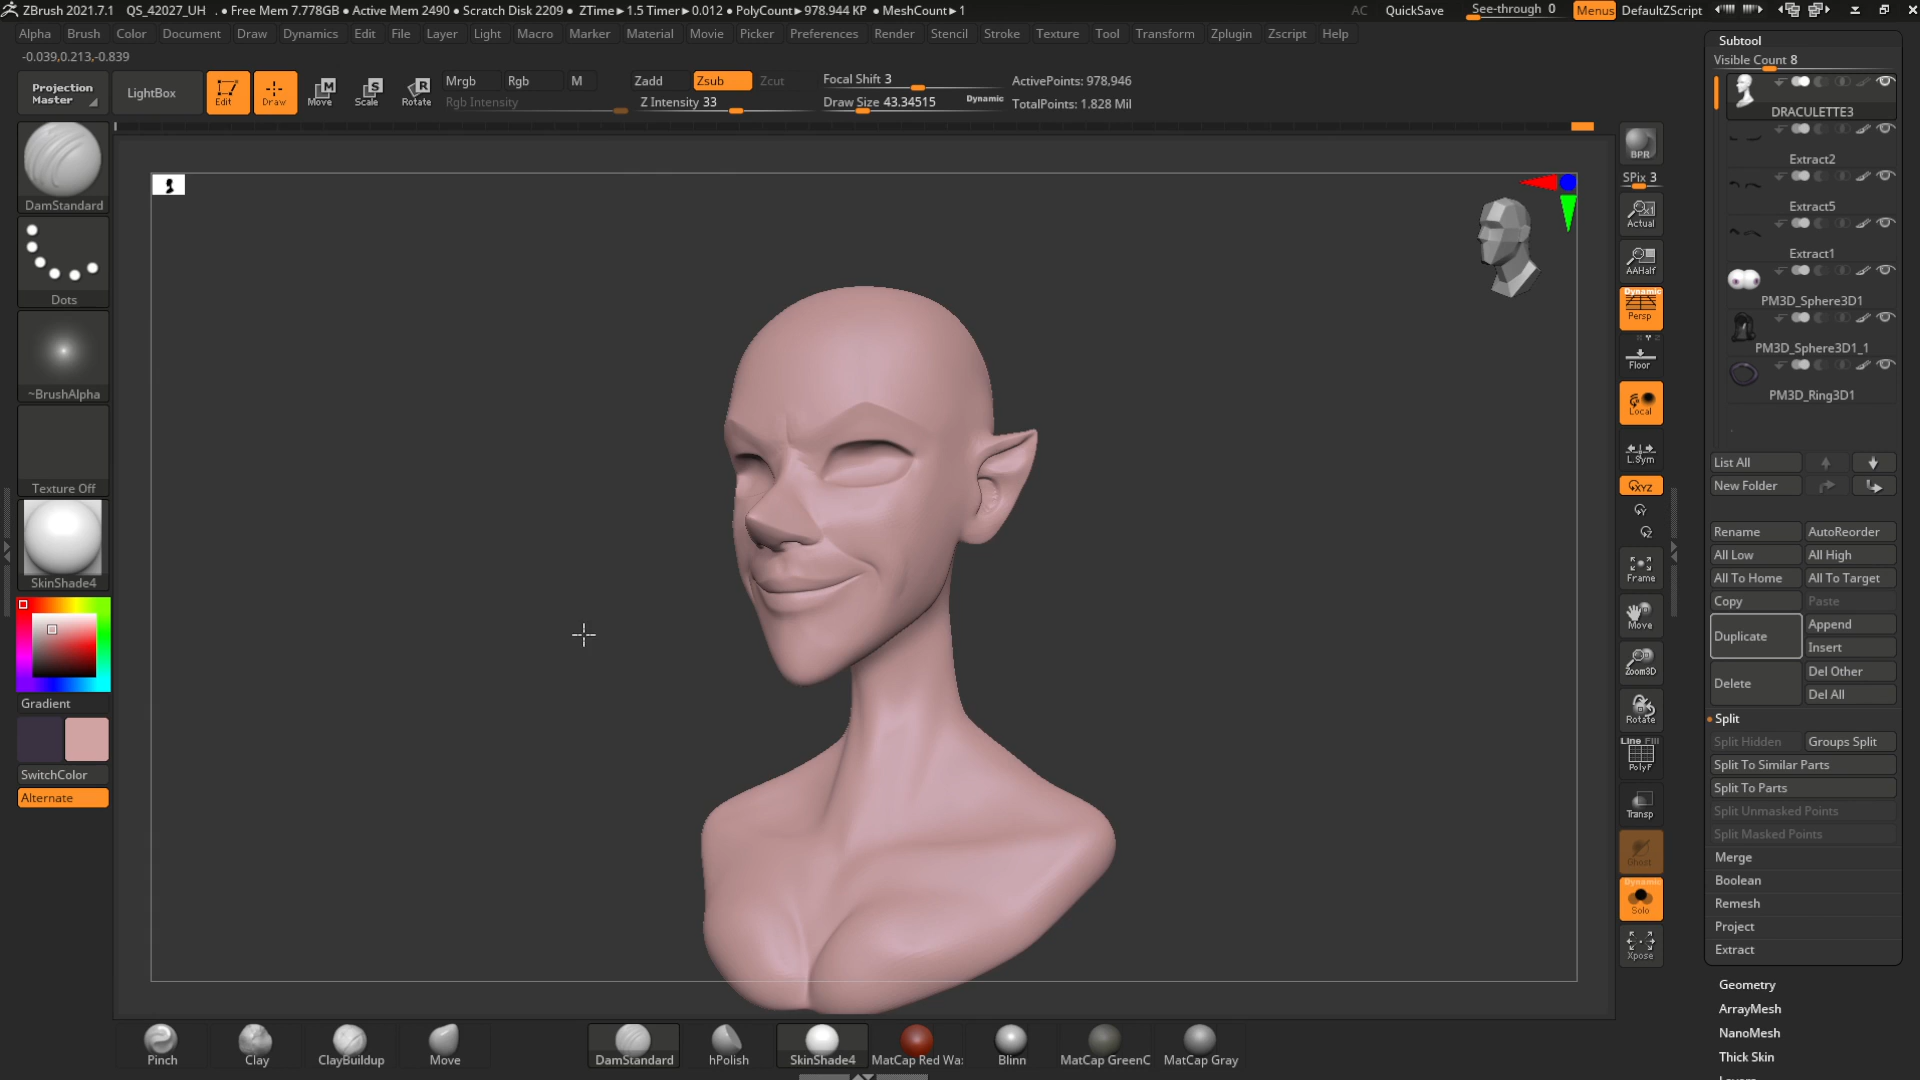 ZBrush 2021.7.1 QS_42027_UH . ● Free Mem 7.778GB ● Active Mem 2490 ● Scratch Disk 2209 ● ZTime►1.5 Timer►0.012 ● PolyCount►978.944 KP ● MeshCount►1 AC QuickSave See-through 0 Menus DefaultZScript
Alpha Brush Color Document Draw Dynamics Edit File Layer Light Macro Marker Material Movie Picker Preferences Render Stencil Stroke Texture Tool Transform Zplugin Zscript Help
-0.039,0.213,-0.839
Projection Master
LightBox
Edit
Draw
Move
Scale
Rotate
Mrgb Rgb M
Rgb Intensity
Zadd Zsub Zcut
Z Intensity 33
Focal Shift 3
Draw Size 43.34515
Dynamic
ActivePoints: 978,946
TotalPoints: 1.828 Mil
DamStandard
Dots
~BrushAlpha
Texture Off
SkinShade4
Gradient
SwitchColor
Alternate
BPR
SPix 3
Actual
AAHalf
Dynamic
Persp
Floor
Local
L.Sym
XYZ
Y
Z
Frame
Move
Zoom3D
Rotate
Line Fill
PolyF
Transp
Ghost
Dynamic
Solo
Xpose
Subtool
Visible Count 8
DRACULETTE3
Extract2
Extract5
Extract1
PM3D_Sphere3D1
PM3D_Sphere3D1_1
PM3D_Ring3D1
List All
New Folder
Rename AutoReorder
All Low All High
All To Home All To Target
Copy Paste
Duplicate Append
Insert
Delete Del Other
Del All
Split
Split Hidden Groups Split
Split To Similar Parts
Split To Parts
Split Unmasked Points
Split Masked Points
Merge
Boolean
Remesh
Project
Extract
Geometry
ArrayMesh
NanoMesh
Thick Skin
Pinch Clay ClayBuildup Move DamStandard hPolish SkinShade4 MatCap Red Wa: Blinn MatCap GreenC MatCap Gray